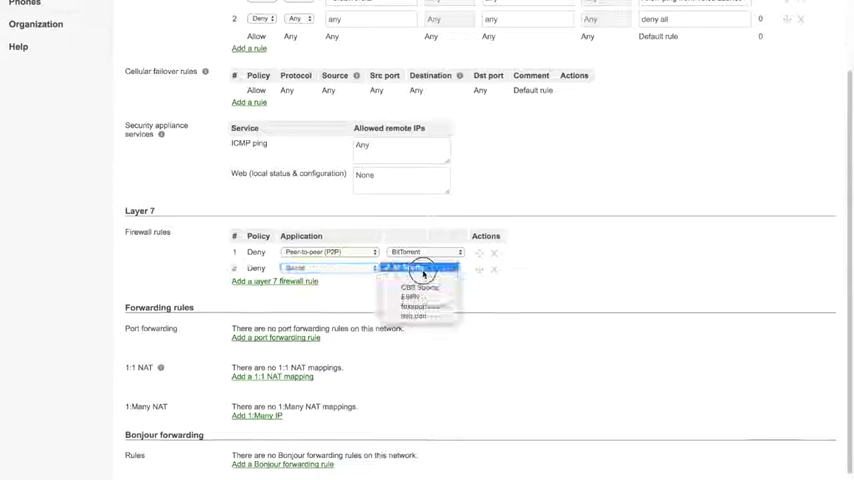 Phones
Organization
Help
2 Deny Any any Any any Any deny all 0
Allow Any Any Any Any Any Default rule 0
Add a rule
Cellular failover rules
# Policy Protocol Source Src port Destination Dst port Comment Actions
Allow Any Any Any Any Any Default rule
Add a rule
Security appliance services
Service Allowed remote IPs
ICMP ping Any
Web (local status & configuration) None
Layer 7
Firewall rules
# Policy Application Actions
1 Deny Peer-to-peer (P2P) BitTorrent
2 Deny
CBS Sports
ESPN
Add a layer 7 firewall rule
Forwarding rules
Port forwarding
There are no port forwarding rules on this network.
Add a port forwarding rule
1:1 NAT
There are no 1:1 NAT mappings.
Add a 1:1 NAT mapping
1:Many NAT
There are no 1:Many NAT mappings.
Add 1:Many IP
Bonjour forwarding
Rules
There are no Bonjour forwarding rules on this network.
Add a Bonjour forwarding rule